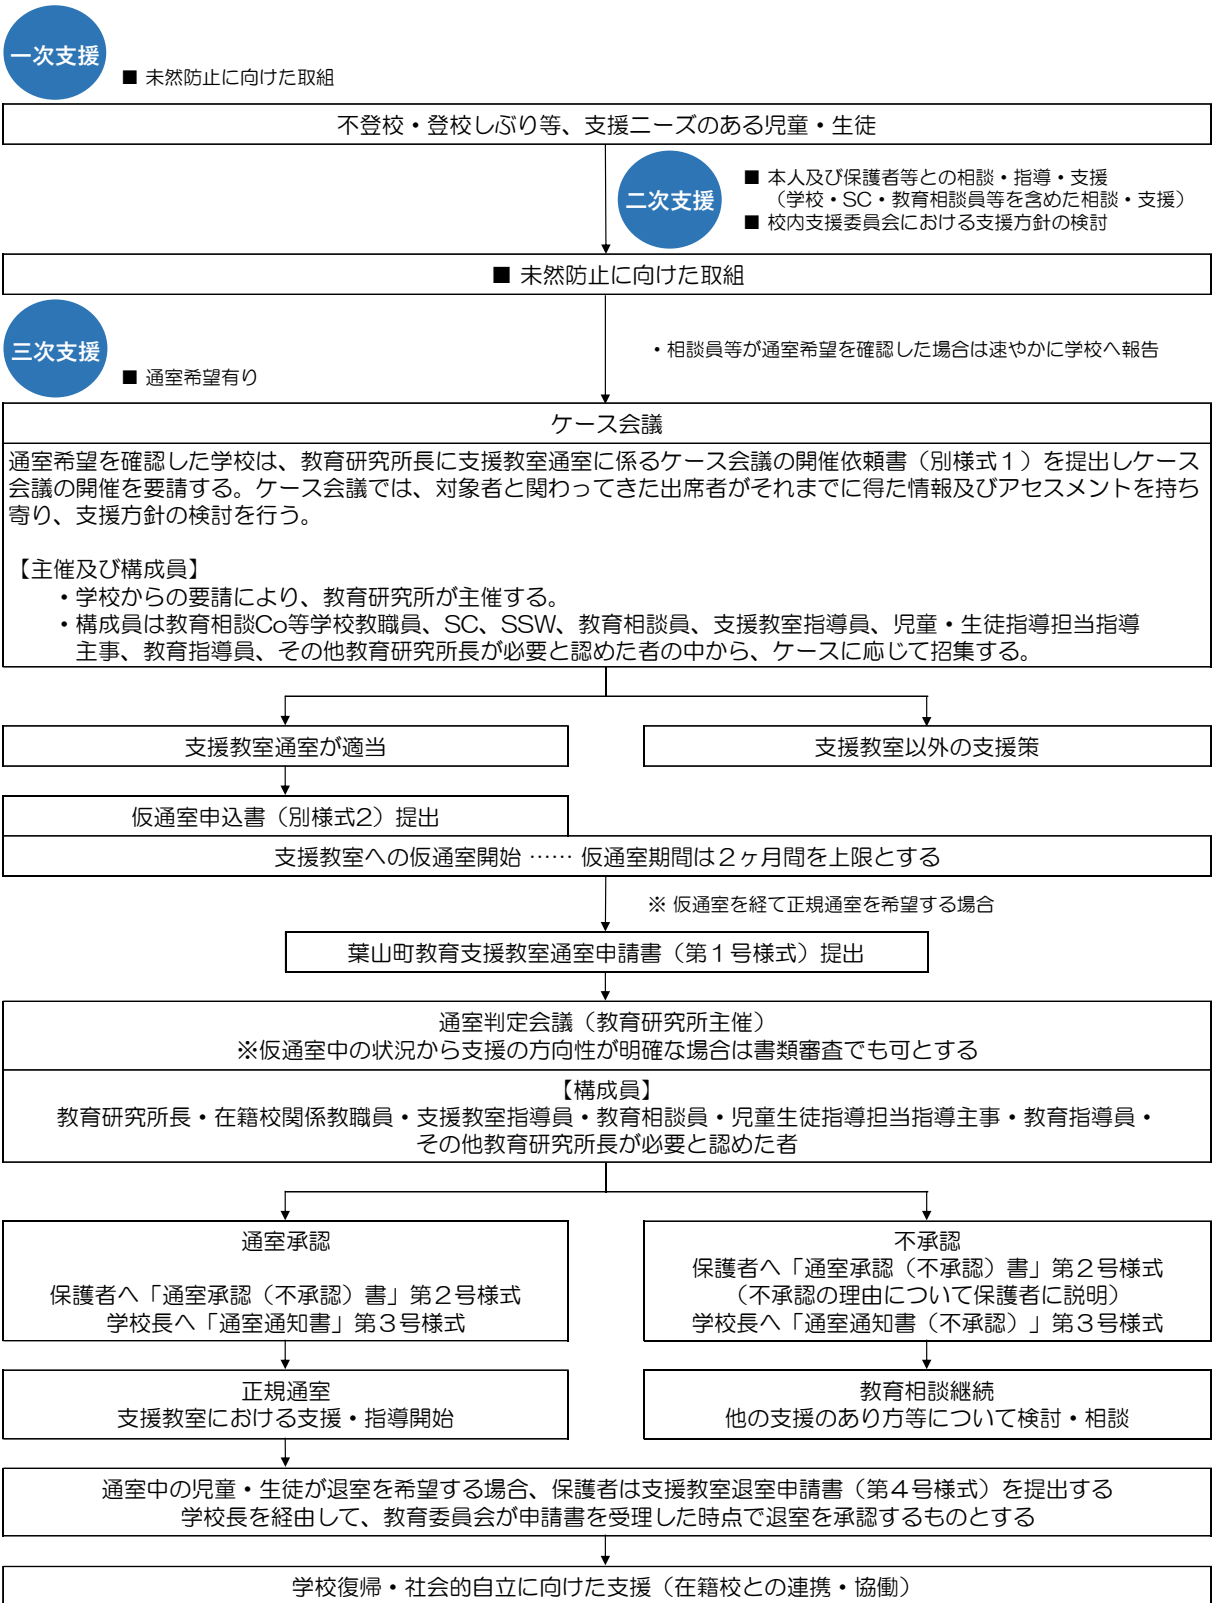 一次支援
■ 未然防止に向けた取組
不登校・登校しぶり等、支援ニーズのある児童・生徒
二次支援
■ 本人及び保護者等との相談・指導・支援
（学校・SC・教育相談員等を含めた相談・支援）
■ 校内支援委員会における支援方針の検討
■ 未然防止に向けた取組
三次支援
■ 通室希望有り
・相談員等が通室希望を確認した場合は速やかに学校へ報告
ケース会議
通室希望を確認した学校は、教育研究所長に支援教室通室に係るケース会議の開催依頼書（別様式１）を提出しケース
会議の開催を要請する。ケース会議では、対象者と関わってきた出席者がそれまでに得た情報及びアセスメントを持ち
寄り、支援方針の検討を行う。
【主催及び構成員】
・学校からの要請により、教育研究所が主催する。
・構成員は教育相談Co等学校教職員、SC、SSW、教育相談員、支援教室指導員、児童・生徒指導担当指導
主事、教育指導員、その他教育研究所長が必要と認めた者の中から、ケースに応じて招集する。
支援教室通室が適当
支援教室以外の支援策
仮通室申込書（別様式2）提出
支援教室への仮通室開始 …… 仮通室期間は２ヶ月間を上限とする
※ 仮通室を経て正規通室を希望する場合
葉山町教育支援教室通室申請書（第１号様式）提出
通室判定会議（教育研究所主催）
※仮通室中の状況から支援の方向性が明確な場合は書類審査でも可とする
【構成員】
教育研究所長・在籍校関係教職員・支援教室指導員・教育相談員・児童生徒指導担当指導主事・教育指導員・
その他教育研究所長が必要と認めた者
通室承認
保護者へ「通室承認（不承認）書」第２号様式
学校長へ「通室通知書」第３号様式
不承認
保護者へ「通室承認（不承認）書」第２号様式
（不承認の理由について保護者に説明）
学校長へ「通室通知書（不承認）」第３号様式
正規通室
支援教室における支援・指導開始
教育相談継続
他の支援のあり方等について検討・相談
通室中の児童・生徒が退室を希望する場合、保護者は支援教室退室申請書（第４号様式）を提出する
学校長を経由して、教育委員会が申請書を受理した時点で退室を承認するものとする
学校復帰・社会的自立に向けた支援（在籍校との連携・協働）